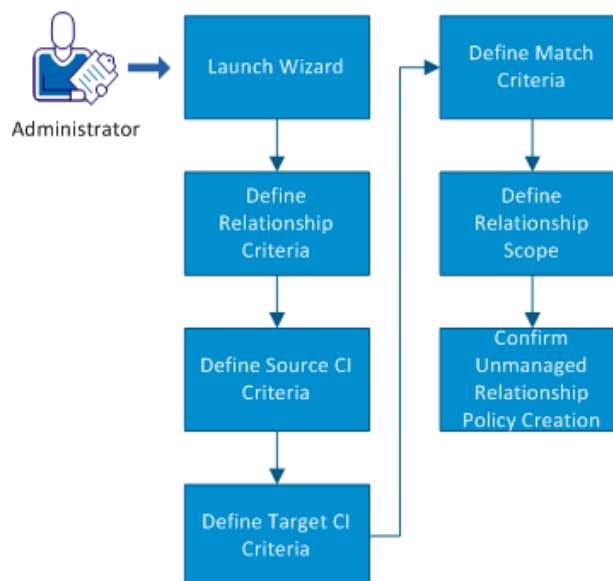 Administrator
Launch Wizard
Define
Relationship
Criteria
Define Source CI
Criteria
Define Target CI
Criteria
Define Match
Criteria
Define
Relationship
Scope
Confirm
Unmanaged
Relationship
Policy Creation